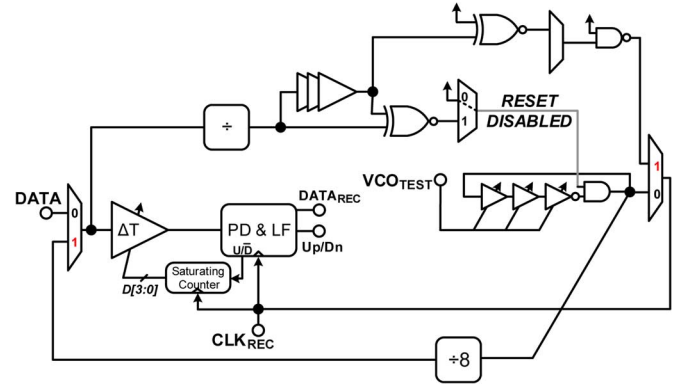 ÷
0
1
RESET
DISABLED
1
0
VCOTEST
DATA
0
1
ΔT
PD & LF
U/D̅
DATAREC
Up/Dn
Saturating
Counter
D[3:0]
CLKREC
÷8